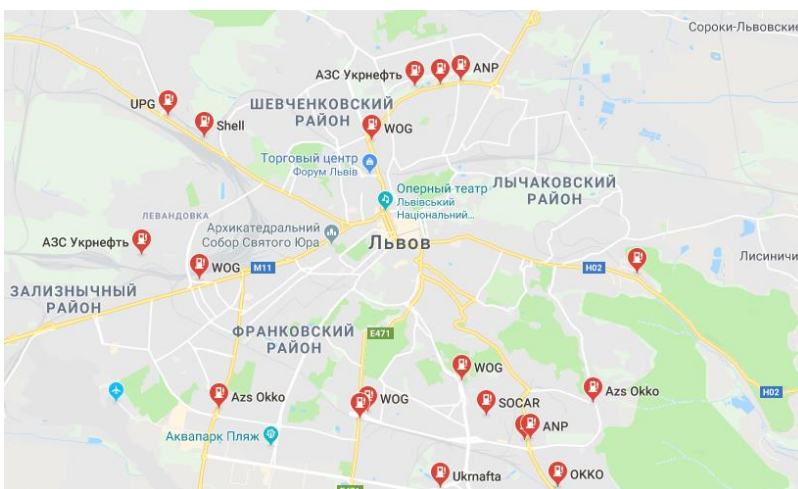 Сороки-Львовские
АЗС Укрнефть
ANP
UPG
ШЕВЧЕНКОВСКИЙ
РАЙОН
Shell
WOG
Торговый центр
Форум Львів
Оперный театр
Львівський
Національний...
ЛЫЧАКОВСКИЙ
РАЙОН
ЛЕВАНДОВКА
Архикатедральний
Собор Святого Юра
АЗС Укрнефть
Львов
WOG
M11
H02
Лисиничи
ЗАЛИЗНЫЧНЫЙ
РАЙОН
ФРАНКОВСКИЙ
РАЙОН
E471
WOG
Azs Okko
WOG
SOCAR
Azs Okko
H02
Аквапарк Пляж
ANP
Ukrnafta
OKKO